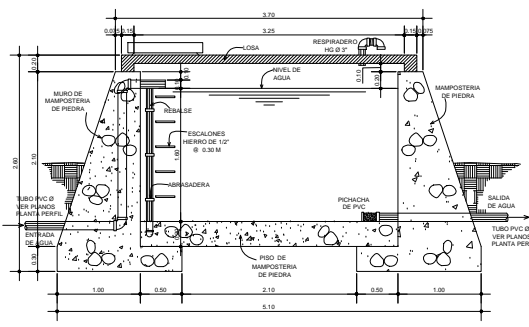 3.70
0.075
0.15
3.25
0.15
0.075
RESPIRADERO
HG Ø 3"
LOSA
NIVEL DE
AGUA
0.20
0.10
0.10
0.30
MURO DE
MAMPOSTERIA
DE PIEDRA
MAMPOSTERIA
DE PIEDRA
REBALSE
ESCALONES
HIERRO DE 1/2"
@ 0.30 M
2.60
2.10
1.60
ABRASADERA
TUBO PVC Ø
VER PLANOS
PLANTA PERFIL
PICHACHA
DE PVC
SALIDA
DE AGUA
ENTRADA
DE AGUA
TUBO PVC Ø
VER PLANOS
PLANTA PER
0.30
PISO DE
MAMPOSTERIA
DE PIEDRA
1.00
0.50
2.10
0.50
1.00
5.10